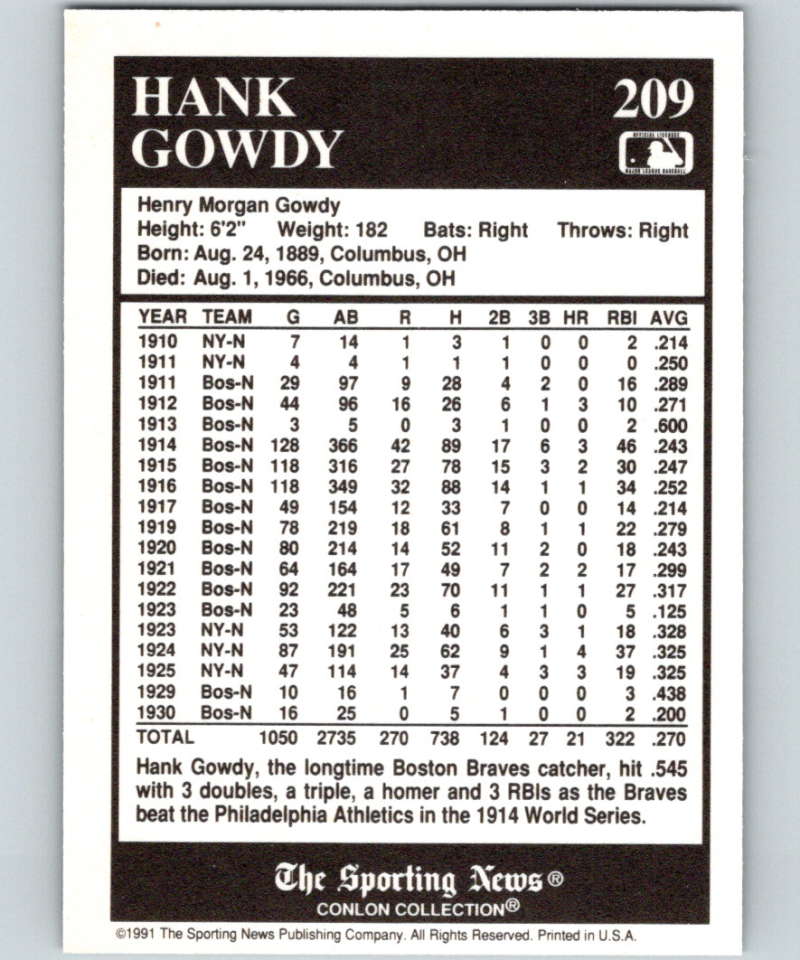 HANK
GOWDY
209
OFFICIAL LICENSEE
MAJOR LEAGUE BASEBALL
Henry Morgan Gowdy
Height: 6'2" Weight: 182 Bats: Right Throws: Right
Born: Aug. 24, 1889, Columbus, OH
Died: Aug. 1, 1966, Columbus, OH
YEAR TEAM G AB R H 2B 3B HR RBI AVG
1910 NY-N 7 14 1 3 1 0 0 2 .214
1911 NY-N 4 4 1 1 1 0 0 0 .250
1911 Bos-N 29 97 9 28 4 2 0 16 .289
1912 Bos-N 44 96 16 26 6 1 3 10 .271
1913 Bos-N 3 5 0 3 1 0 0 2 .600
1914 Bos-N 128 366 42 89 17 6 3 46 .243
1915 Bos-N 118 316 27 78 15 3 2 30 .247
1916 Bos-N 118 349 32 88 14 1 1 34 .252
1917 Bos-N 49 154 12 33 7 0 0 14 .214
1919 Bos-N 78 219 18 61 8 1 1 22 .279
1920 Bos-N 80 214 14 52 11 2 0 18 .243
1921 Bos-N 64 164 17 49 7 2 2 17 .299
1922 Bos-N 92 221 23 70 11 1 1 27 .317
1923 Bos-N 23 48 5 6 1 1 0 5 .125
1923 NY-N 53 122 13 40 6 3 1 18 .328
1924 NY-N 87 191 25 62 9 1 4 37 .325
1925 NY-N 47 114 14 37 4 3 3 19 .325
1929 Bos-N 10 16 1 7 0 0 0 3 .438
1930 Bos-N 16 25 0 5 1 0 0 2 .200
TOTAL 1050 2735 270 738 124 27 21 322 .270
Hank Gowdy, the longtime Boston Braves catcher, hit .545
with 3 doubles, a triple, a homer and 3 RBIs as the Braves
beat the Philadelphia Athletics in the 1914 World Series.
The Sporting News®
CONLON COLLECTION®
©1991 The Sporting News Publishing Company. All Rights Reserved. Printed in U.S.A.